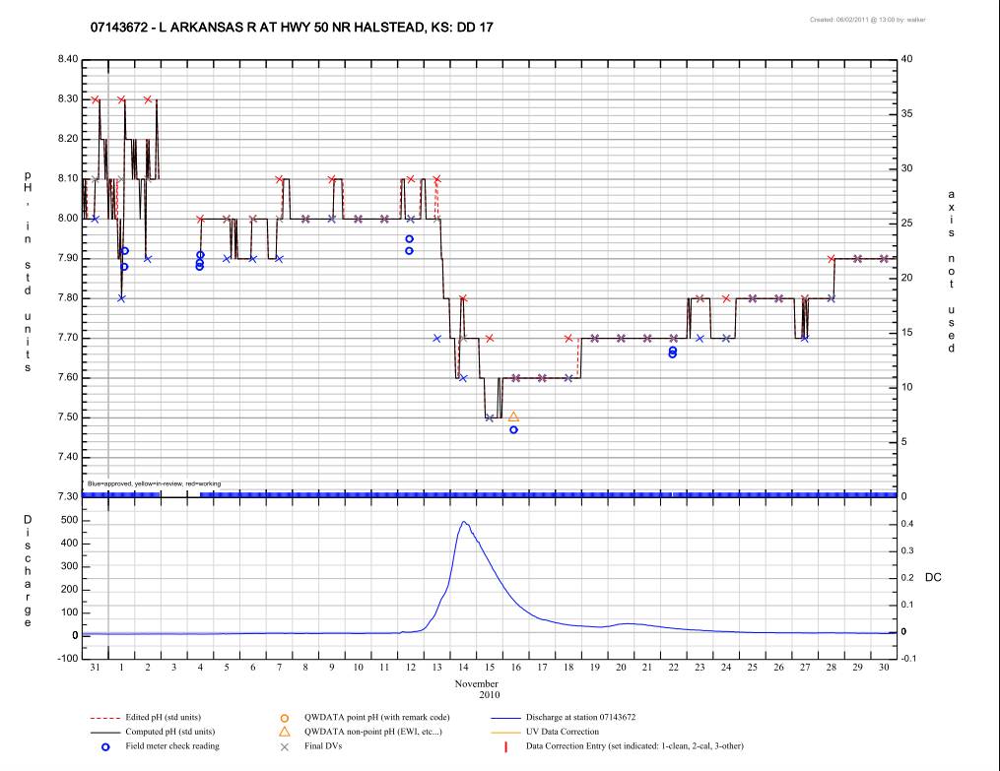 Created: 06/02/2011 @ 13:00 by: walker
07143672 - L ARKANSAS R AT HWY 50 NR HALSTEAD, KS: DD 17
8.40
8.30
8.20
8.10
8.00
7.90
7.80
7.70
7.60
7.50
7.40
7.30
pH, in std units
40
35
30
25
20
15
10
5
0
axis not used
Blue=approved, yellow=in-review, red=working
500
400
300
200
100
0
-100
Discharge
0.4
0.3
0.2
0.1
0
-0.1
DC
31 1 2 3 4 5 6 7 8 9 10 11 12 13 14 15 16 17 18 19 20 21 22 23 24 25 26 27 28 29 30
November
2010
Edited pH (std units) QWDATA point pH (with remark code) Discharge at station 07143672
Computed pH (std units) QWDATA non-point pH (EWI, etc...) UV Data Correction
Field meter check reading Final DVs Data Correction Entry (set indicated: 1-clean, 2-cal, 3-other)